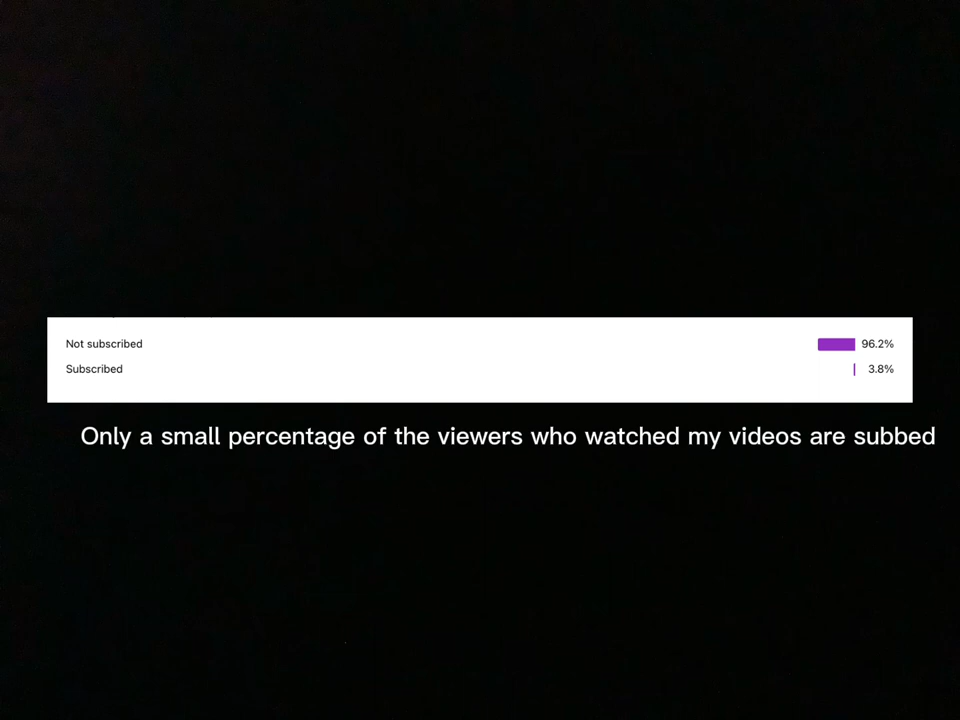 Not subscribed 96.2%
Subscribed 3.8%
Only a small percentage of the viewers who watched my videos are subbed